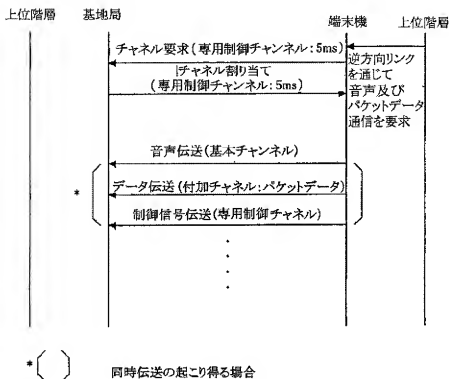 上位階層 基地局 端末機 上位階層
チャネル要求(専用制御チャンネル:5ms)
チャネル割り当て
(専用制御チャンネル:5ms)
逆方向リンク
を通じて
音声及び
パケットデータ
通信を要求
音声伝送(基本チャンネル)
データ伝送(付加チャネル:パケットデータ)
制御信号伝送(専用制御チャネル)
*
*( ) 同時伝送の起こり得る場合